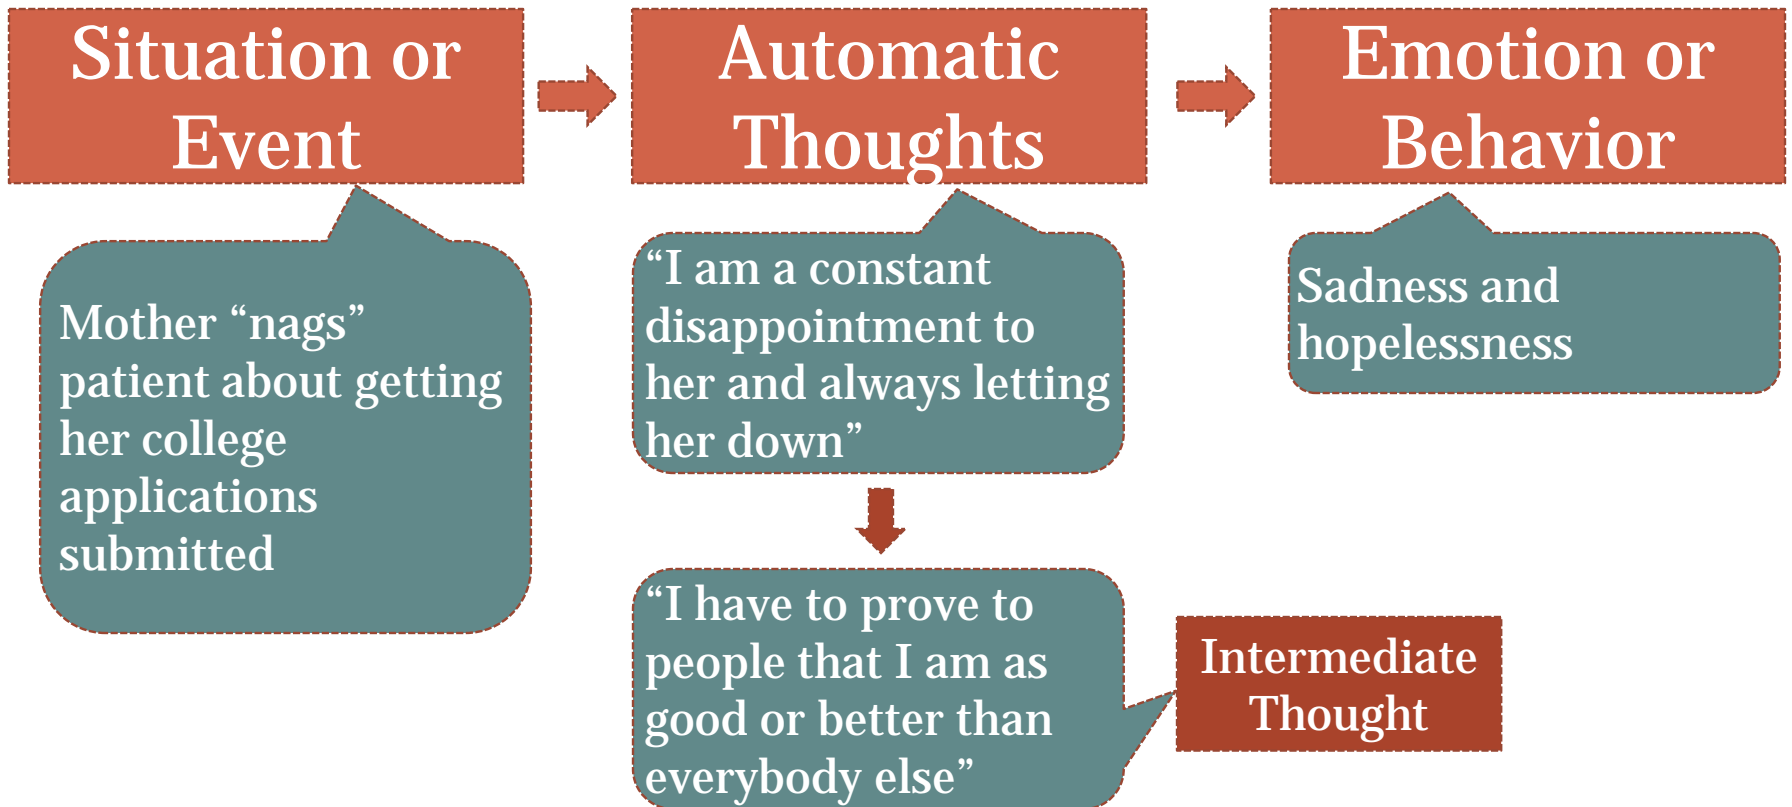 Situation or
Event
Automatic
Thoughts
Emotion or
Behavior
Mother “nags”
patient about getting
her college
applications
submitted
“I am a constant
disappointment to
her and always letting
her down”
Sadness and
hopelessness
“I have to prove to
people that I am as
good or better than
everybody else”
Intermediate
Thought